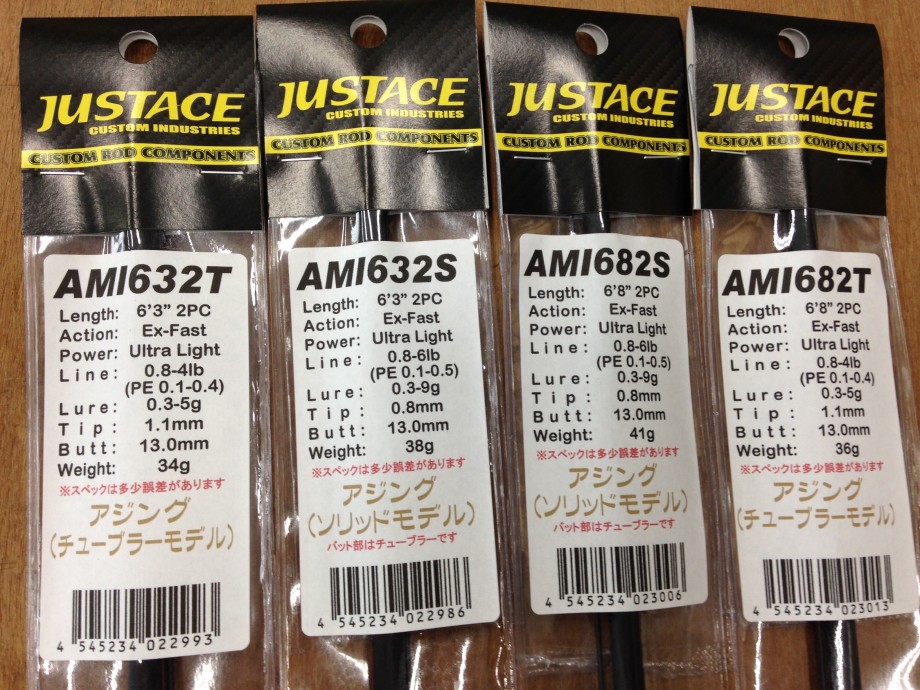 JUSTACE
CUSTOM INDUSTRIES
CUSTOM ROD COMPONENTS
AMI632T
Length: 6'3" 2PC
Action: Ex-Fast
Power: Ultra Light
Line: 0.8-4lb
(PE 0.1-0.4)
Lure: 0.3-5g
Tip: 1.1mm
Butt: 13.0mm
Weight: 34g
※スペックは多少誤差があります
アジング
(チューブラーモデル)
4 545234 022993
JUSTACE
CUSTOM INDUSTRIES
CUSTOM ROD COMPONENTS
AMI632S
Length: 6'3" 2PC
Action: Ex-Fast
Power: Ultra Light
Line: 0.8-6lb
(PE 0.1-0.5)
Lure: 0.3-9g
Tip: 0.8mm
Butt: 13.0mm
Weight: 38g
※スペックは多少誤差があります
アジング
(ソリッドモデル)
バット部はチューブラーです
4 545234 022986
JUSTACE
CUSTOM INDUSTRIES
CUSTOM ROD COMPONENTS
AMI682S
Length: 6'8" 2PC
Action: Ex-Fast
Power: Ultra Light
Line: 0.8-6lb
(PE 0.1-0.5)
Lure: 0.3-9g
Tip: 0.8mm
Butt: 13.0mm
Weight: 41g
※スペックは多少誤差があります
アジング
(ソリッドモデル)
バット部はチューブラーです
4 545234 023006
JUSTACE
CUSTOM INDUSTRIES
CUSTOM ROD COMPONENTS
AMI682T
Length: 6'8" 2PC
Action: Ex-Fast
Power: Ultra Light
Line: 0.8-4lb
(PE 0.1-0.4)
Lure: 0.3-5g
Tip: 1.1mm
Butt: 13.0mm
Weight: 36g
※スペックは多少誤差があります
アジング
(チューブラーモデル)
4 545234 023013